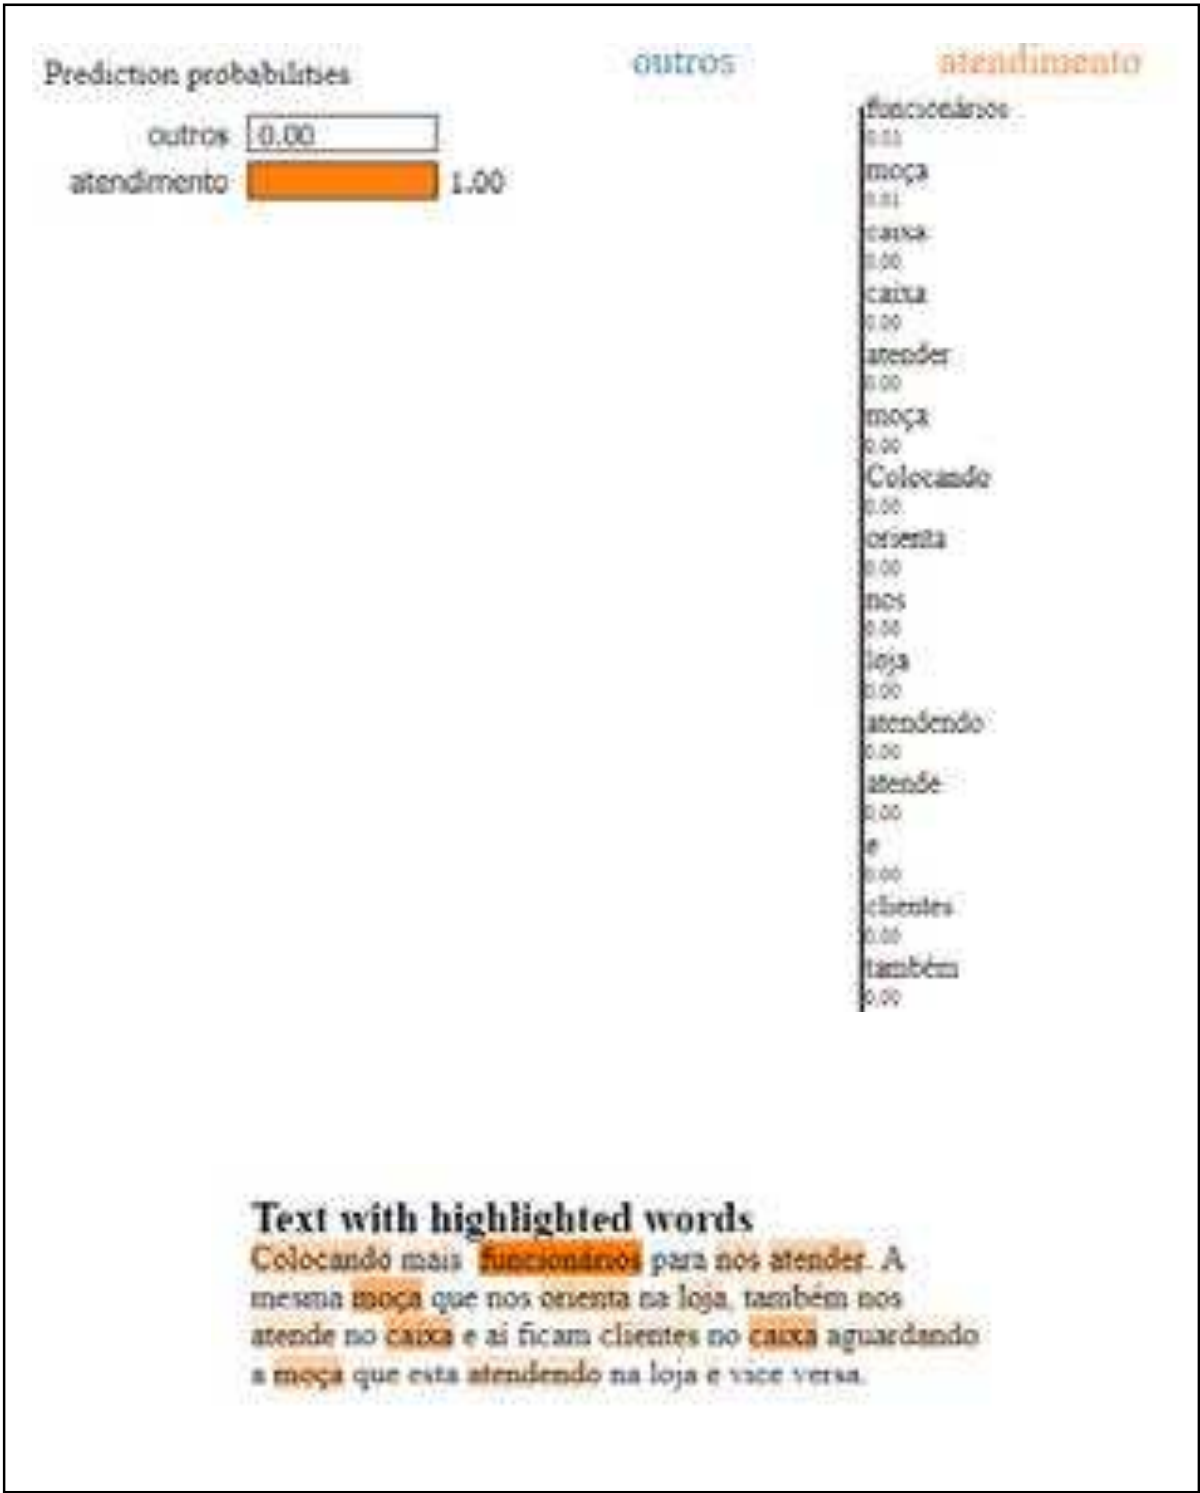 Prediction probabilities
outros 0.00
atendimento 1.00
outros atendimento
funcionários
moça
0.01
caixa
0.00
caixa
0.00
atender
0.00
moça
0.00
Colocando
0.00
orienta
0.00
nos
0.00
loja
0.00
atendendo
0.00
atende
0.00
e
0.00
clientes
0.00
também
0.00
Text with highlighted words
Colocando mais funcionários para nos atender. A
mesma moça que nos orienta na loja, também nos
atende no caixa e aí ficam clientes no caixa aguardando
a moça que esta atendendo na loja e vice versa.